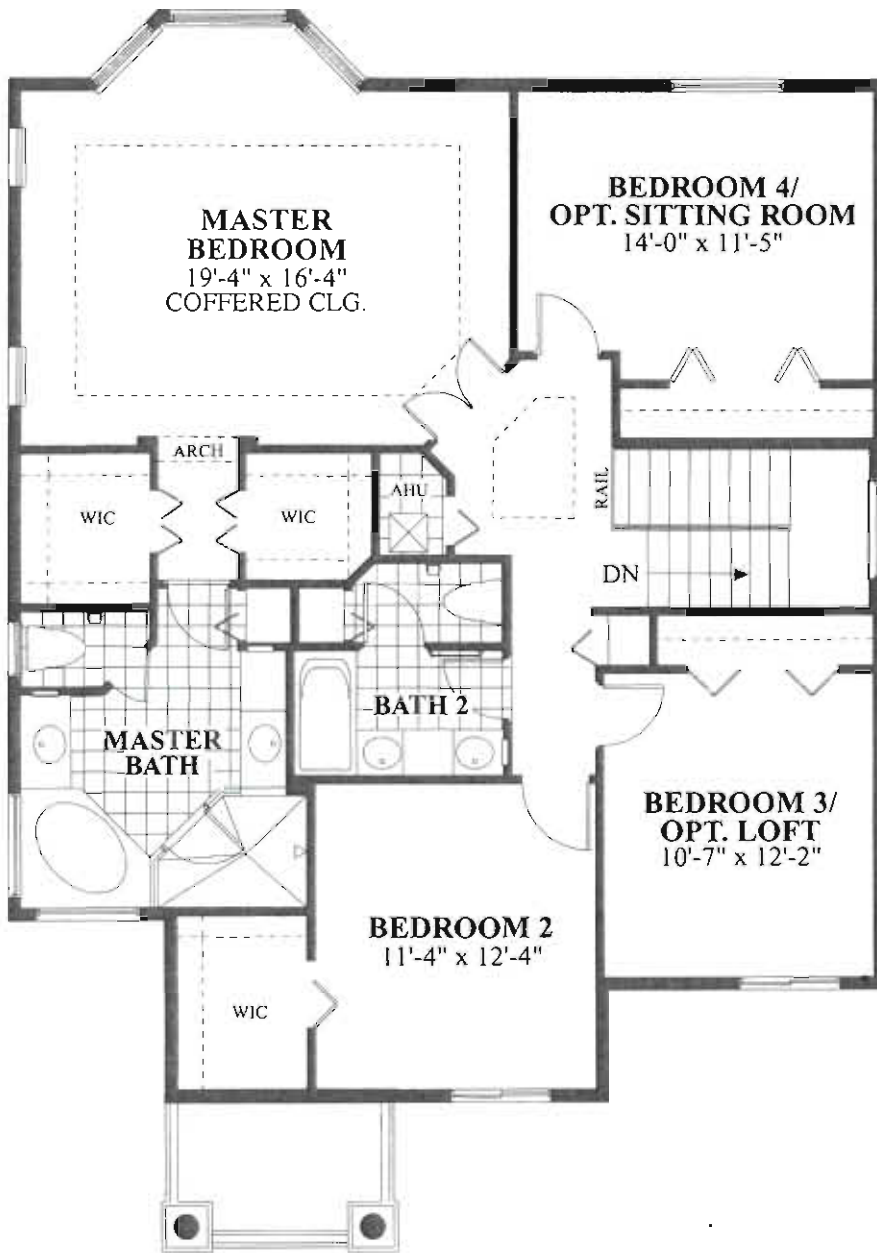 MASTER
BEDROOM
19'-4" x 16'-4"
COFFERED CLG.
BEDROOM 4/
OPT. SITTING ROOM
14'-0" x 11'-5"
ARCH
WIC
WIC
AHU
RAIL
DN
MASTER
BATH
BATH 2
BEDROOM 3/
OPT. LOFT
10'-7" x 12'-2"
BEDROOM 2
11'-4" x 12'-4"
WIC